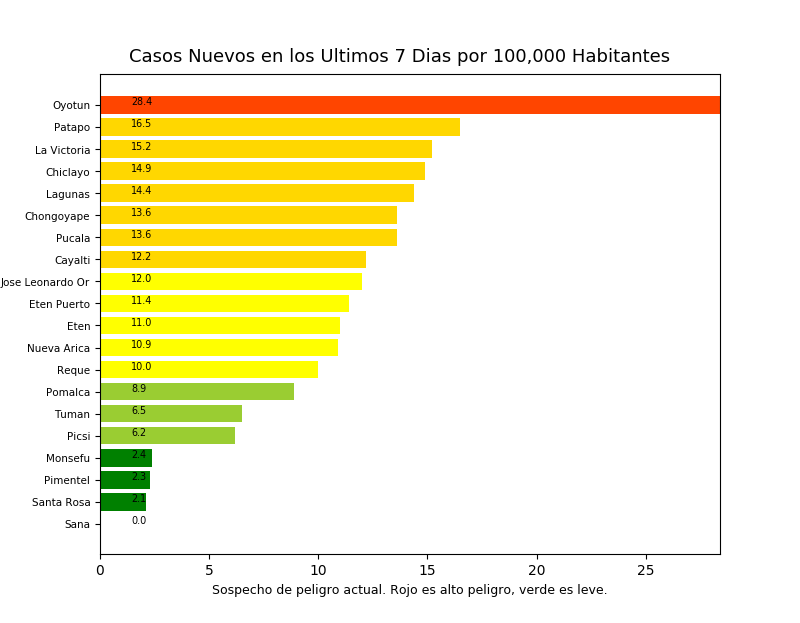 Casos Nuevos en los Ultimos 7 Dias por 100,000 Habitantes
Oyotun 28.4
Patapo 16.5
La Victoria 15.2
Chiclayo 14.9
Lagunas 14.4
Chongoyape 13.6
Pucala 13.6
Cayalti 12.2
Jose Leonardo Or 12.0
Eten Puerto 11.4
Eten 11.0
Nueva Arica 10.9
Reque 10.0
Pomalca 8.9
Tuman 6.5
Picsi 6.2
Monsefu 2.4
Pimentel 2.3
Santa Rosa 2.1
Sana 0.0
0 5 10 15 20 25
Sospecho de peligro actual. Rojo es alto peligro, verde es leve.